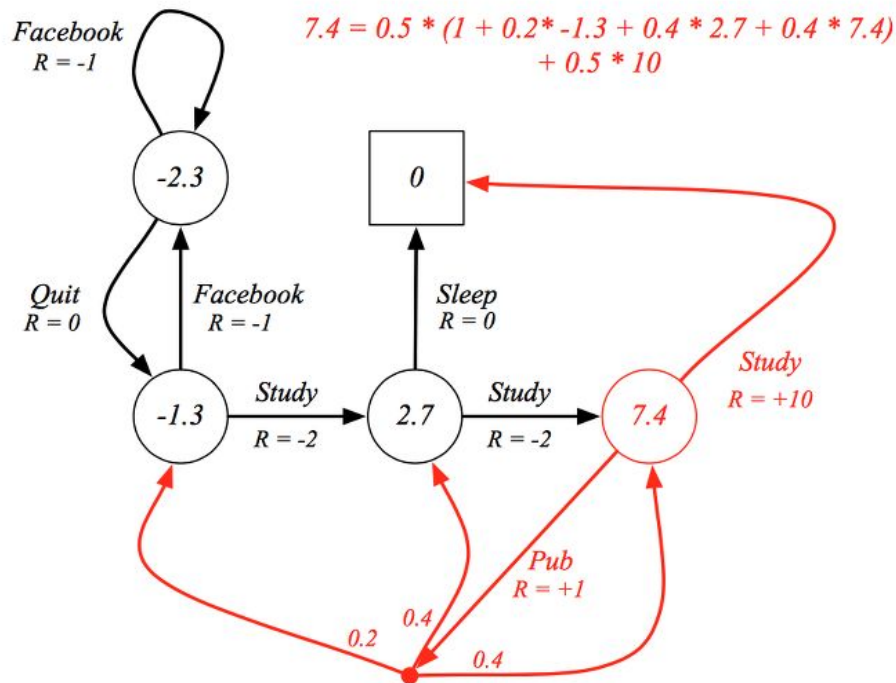 Facebook
R = -1
7.4 = 0.5 * (1 + 0.2* -1.3 + 0.4 * 2.7 + 0.4 * 7.4)
+ 0.5 * 10
-2.3
0
Quit
R = 0
Facebook
R = -1
Sleep
R = 0
-1.3
Study
R = -2
2.7
Study
R = -2
7.4
Study
R = +10
Pub
R = +1
0.2
0.4
0.4